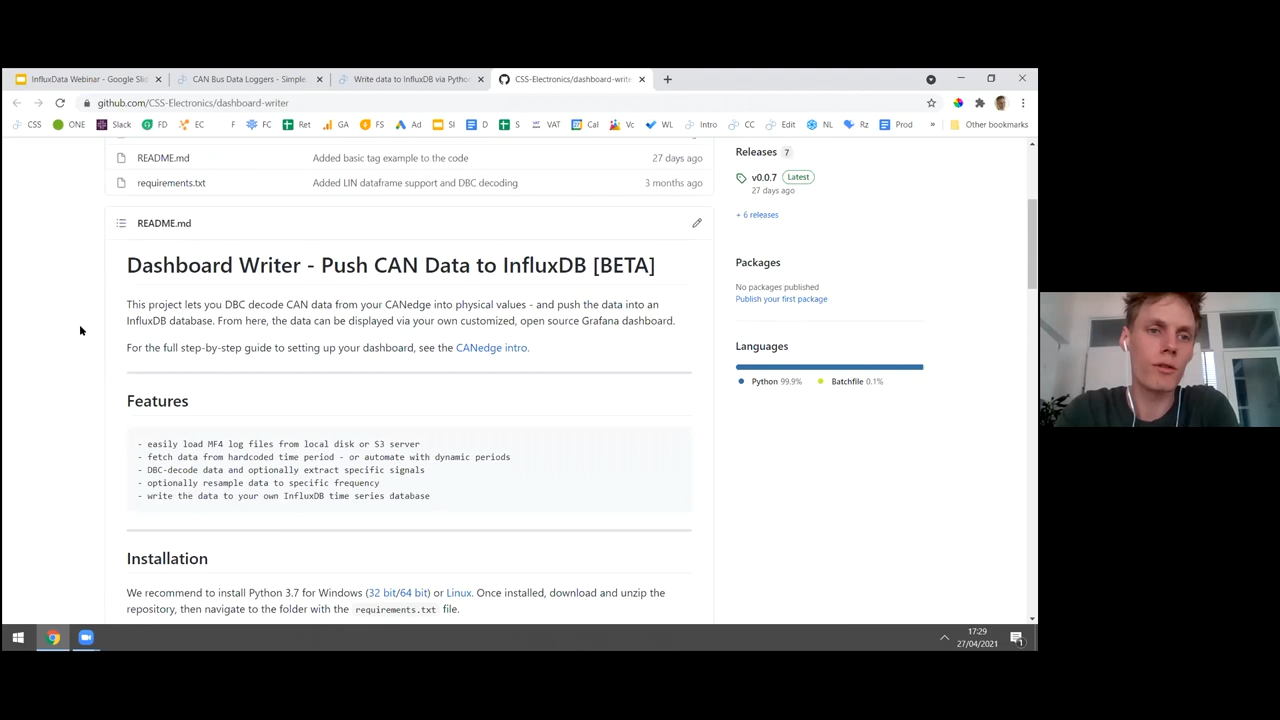 InfluxData Webinar - Google Slid
CAN Bus Data Loggers - Simple.
Write data to InfluxDB via Pytho
CSS-Electronics/dashboard-write
github.com/CSS-Electronics/dashboard-writer
CSS ONE Slack FD EC F FC Ret GA FS Ad SI D S VAT Cal Vc WL Intro CC Edit NL Rz Prod » Other bookmarks
README.md Added basic tag example to the code 27 days ago
requirements.txt Added LIN dataframe support and DBC decoding 3 months ago
README.md
Dashboard Writer - Push CAN Data to InfluxDB [BETA]
This project lets you DBC decode CAN data from your CANedge into physical values - and push the data into an
InfluxDB database. From here, the data can be displayed via your own customized, open source Grafana dashboard.
For the full step-by-step guide to setting up your dashboard, see the CANedge intro.
Features
- easily load MF4 log files from local disk or S3 server
- fetch data from hardcoded time period - or automate with dynamic periods
- DBC-decode data and optionally extract specific signals
- optionally resample data to specific frequency
- write the data to your own InfluxDB time series database
Installation
We recommend to install Python 3.7 for Windows (32 bit/64 bit) or Linux. Once installed, download and unzip the
repository, then navigate to the folder with the requirements.txt file.
Releases 7
v0.0.7 Latest
27 days ago
+ 6 releases
Packages
No packages published
Publish your first package
Languages
Python 99.9% Batchfile 0.1%
17:29
27/04/2021
1